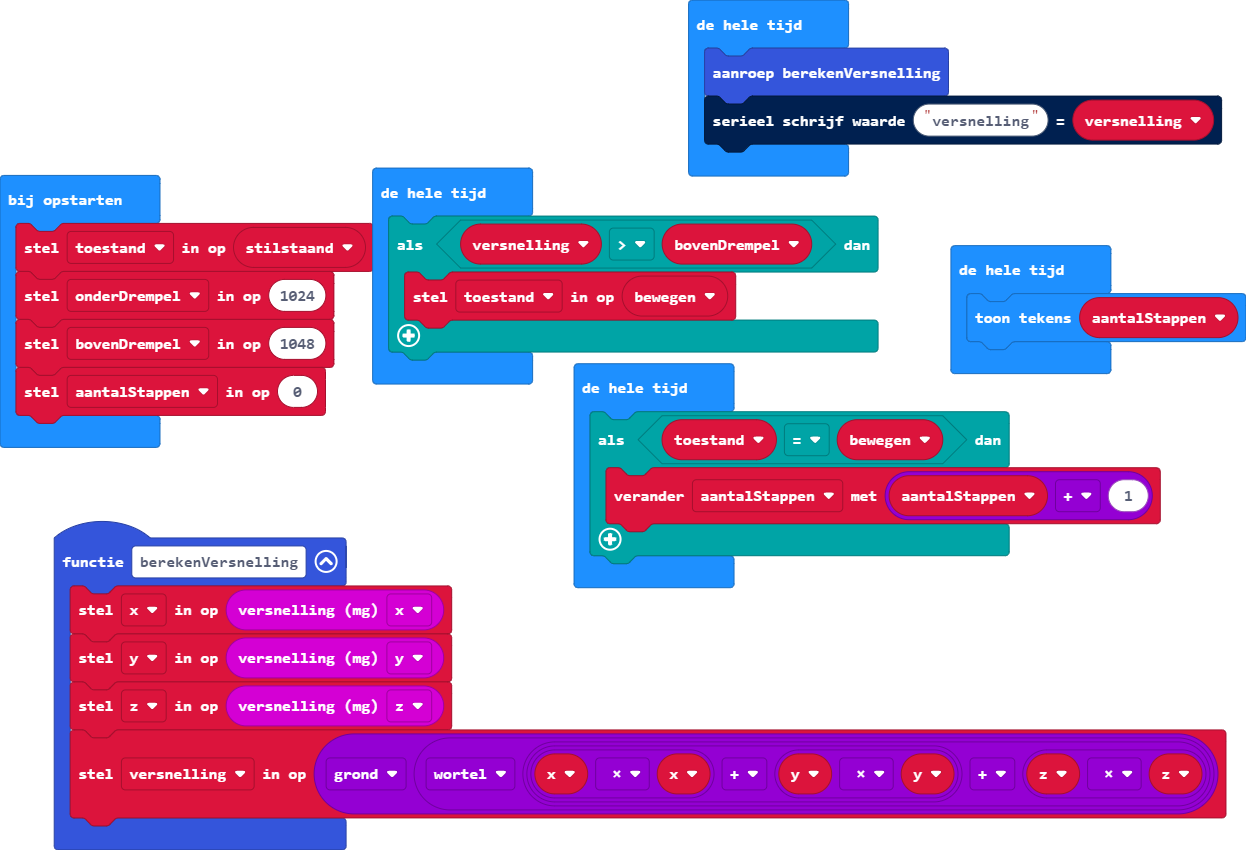 de hele tijd
aanroep berekenVersnelling
serieel schrijf waarde "versnelling" = versnelling
bij opstarten
stel toestand in op stilstaand
stel onderDrempel in op 1024
stel bovenDrempel in op 1048
stel aantalStappen in op 0
de hele tijd
als versnelling > bovenDrempel dan
stel toestand in op bewegen
de hele tijd
toon tekens aantalStappen
de hele tijd
als toestand = bewegen dan
verander aantalStappen met aantalStappen + 1
functie berekenVersnelling
stel x in op versnelling (mg) x
stel y in op versnelling (mg) y
stel z in op versnelling (mg) z
stel versnelling in op grond wortel x × x + y × y + z × z